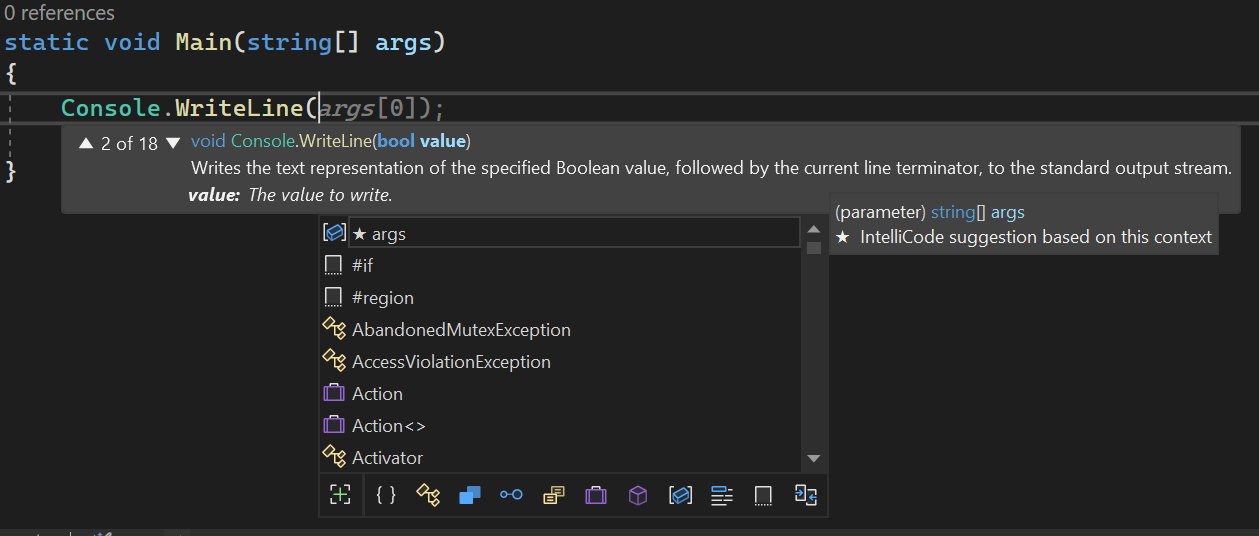 0 references
static void Main(string[] args)
{
Console.WriteLine(args[0]);
▲ 2 of 18 ▼ void Console.WriteLine(bool value)
Writes the text representation of the specified Boolean value, followed by the current line terminator, to the standard output stream.
value: The value to write.
}
★ args
(parameter) string[] args
★ IntelliCode suggestion based on this context
#if
#region
AbandonedMutexException
AccessViolationException
Action
Action<>
Activator
{ }